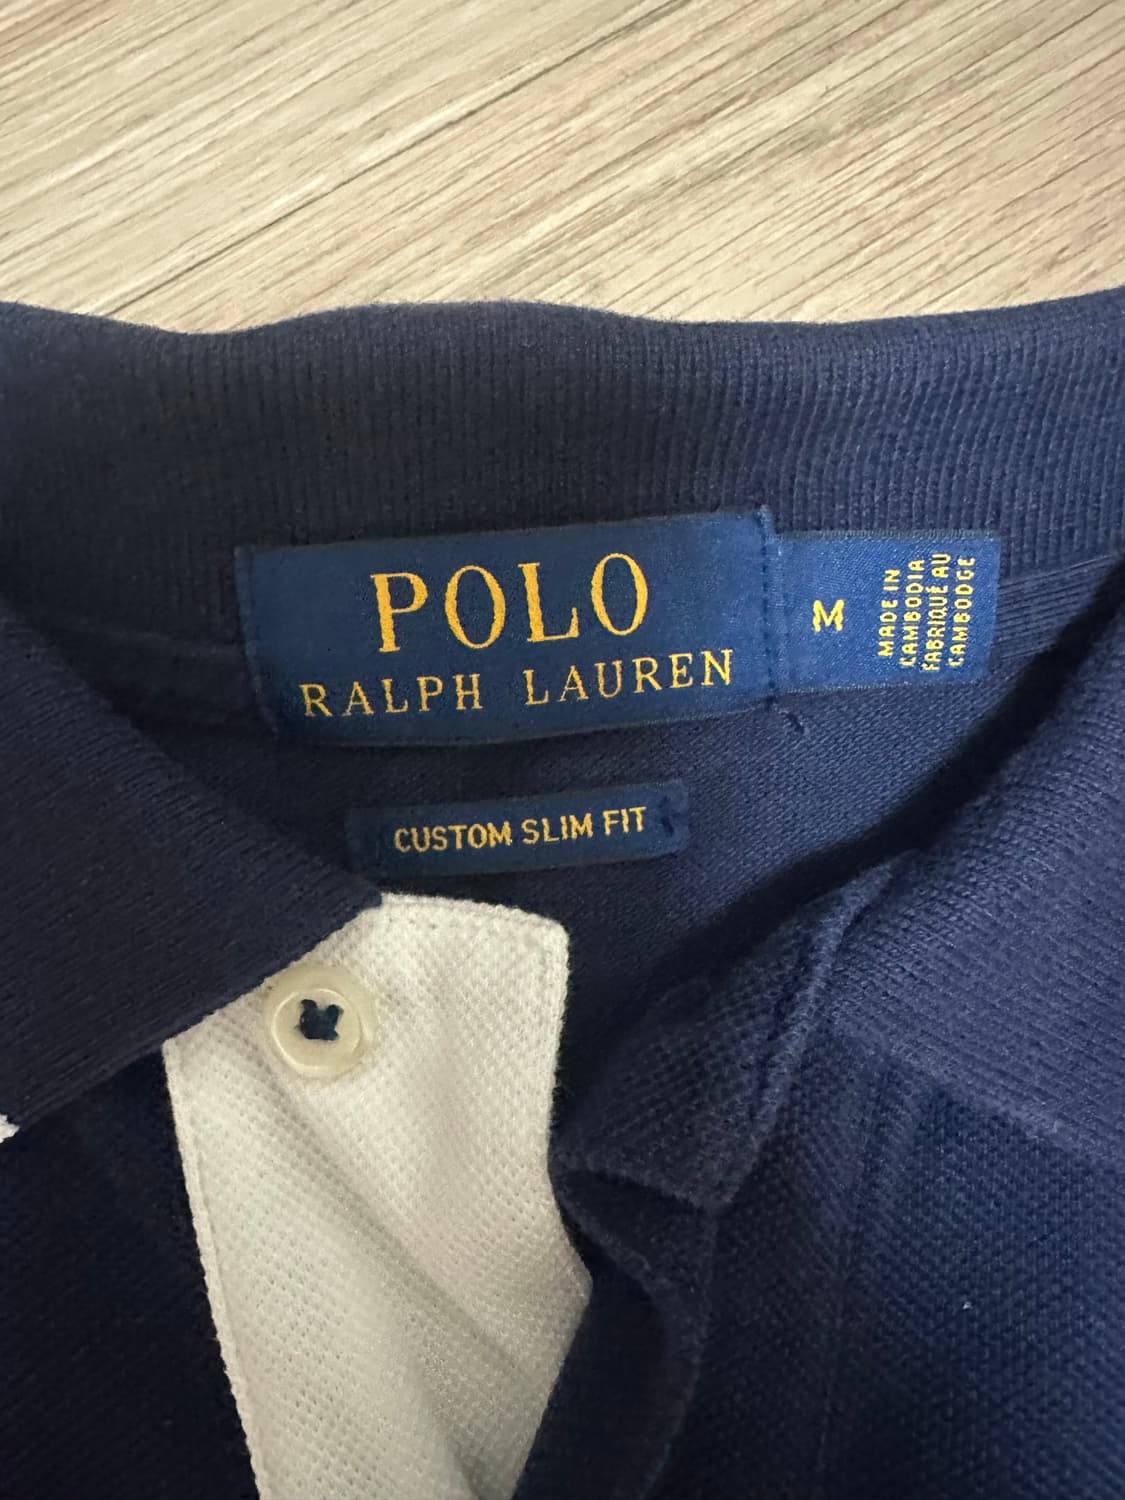 POLO
RALPH LAUREN
M
MADE IN
CAMBODIA
FABRIQUÉ AU
CAMBODGE
CUSTOM SLIM FIT